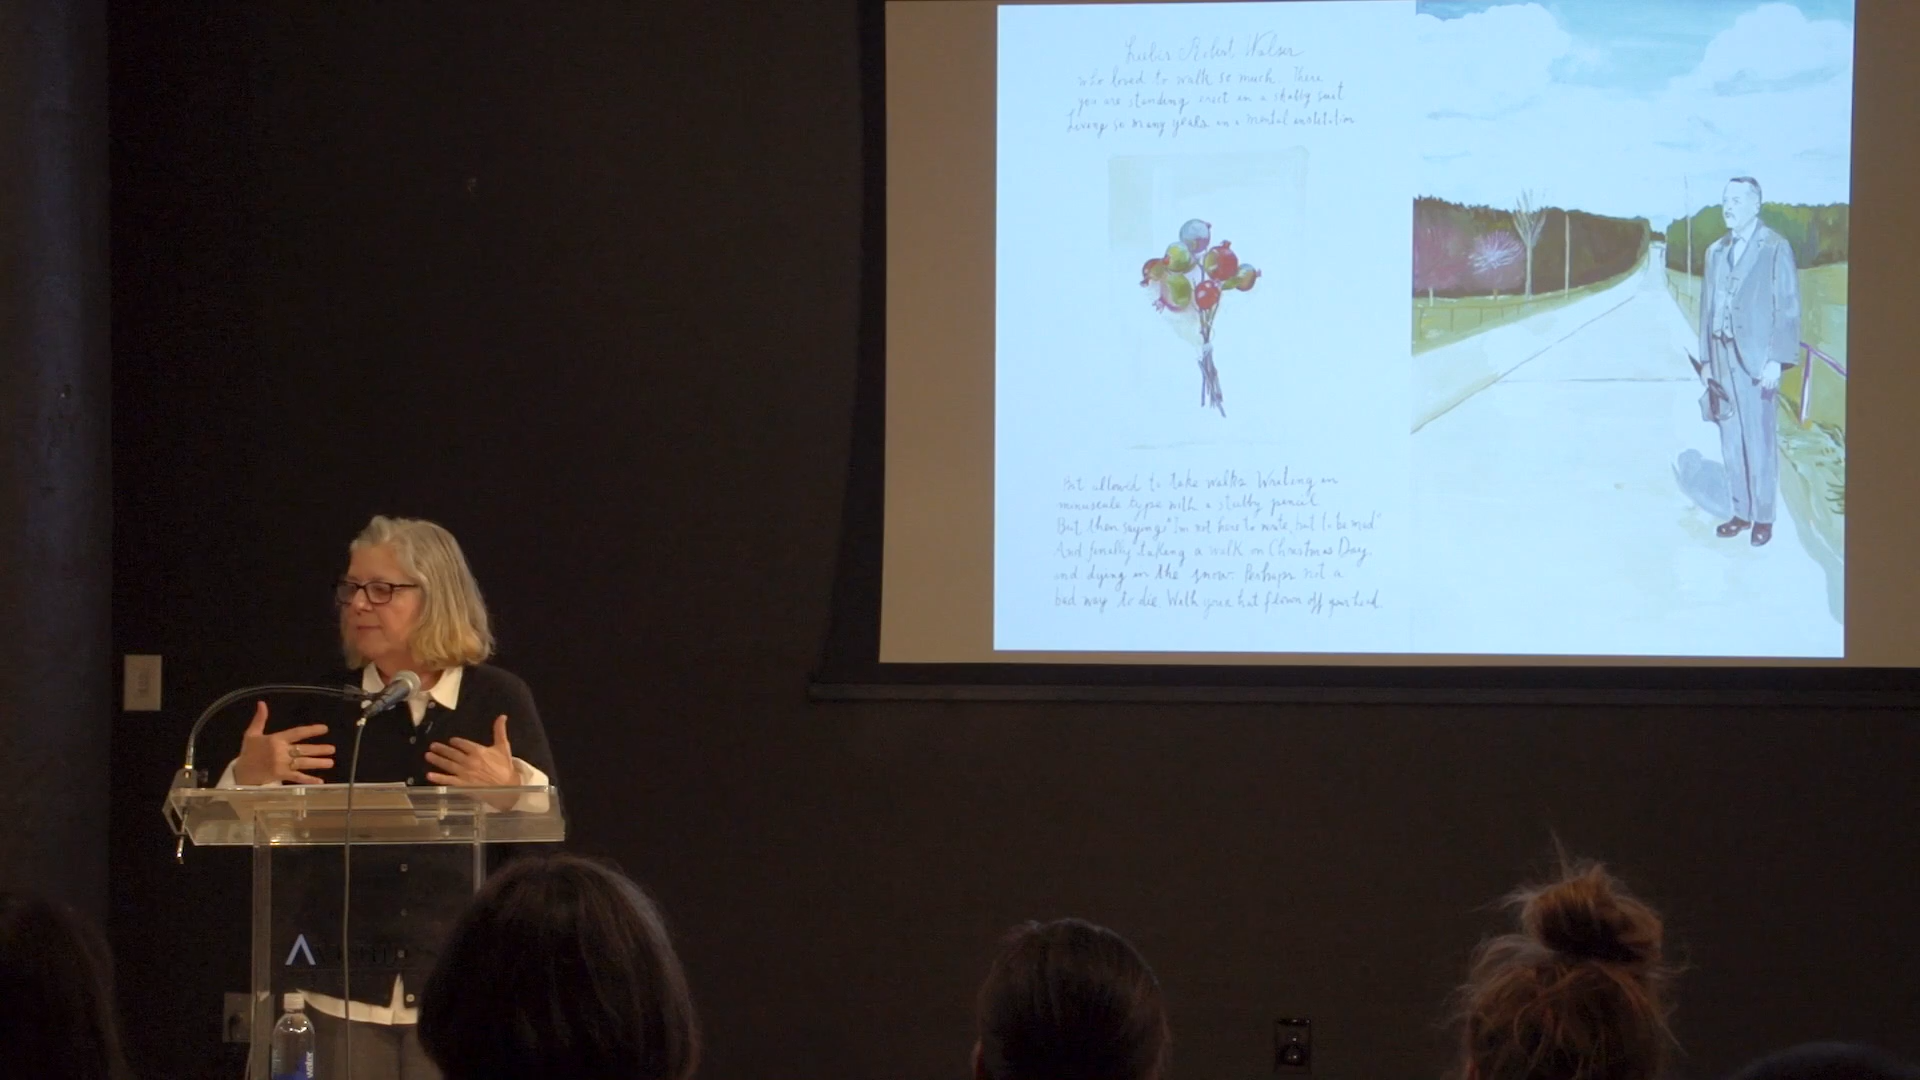 Lieber Robert Walser
who loved to walk so much. There
you are standing erect in a shabby suit
Living so many years in a mental institution
But allowed to take walks. Writing in
minuscule type with a stubby pencil
But then saying "I'm not here to write, but to be mad"
And finally taking a walk on Christmas Day.
and dying in the snow. Perhaps not a
bad way to die. With your hat flown off your head.
water